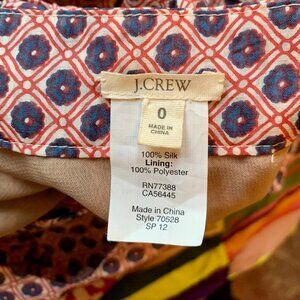 J.CREW
0
MADE IN
CHINA
100% Silk
Lining:
100% Polyester
RN77388
CA56445
Made in China
Style 70528
SP 12